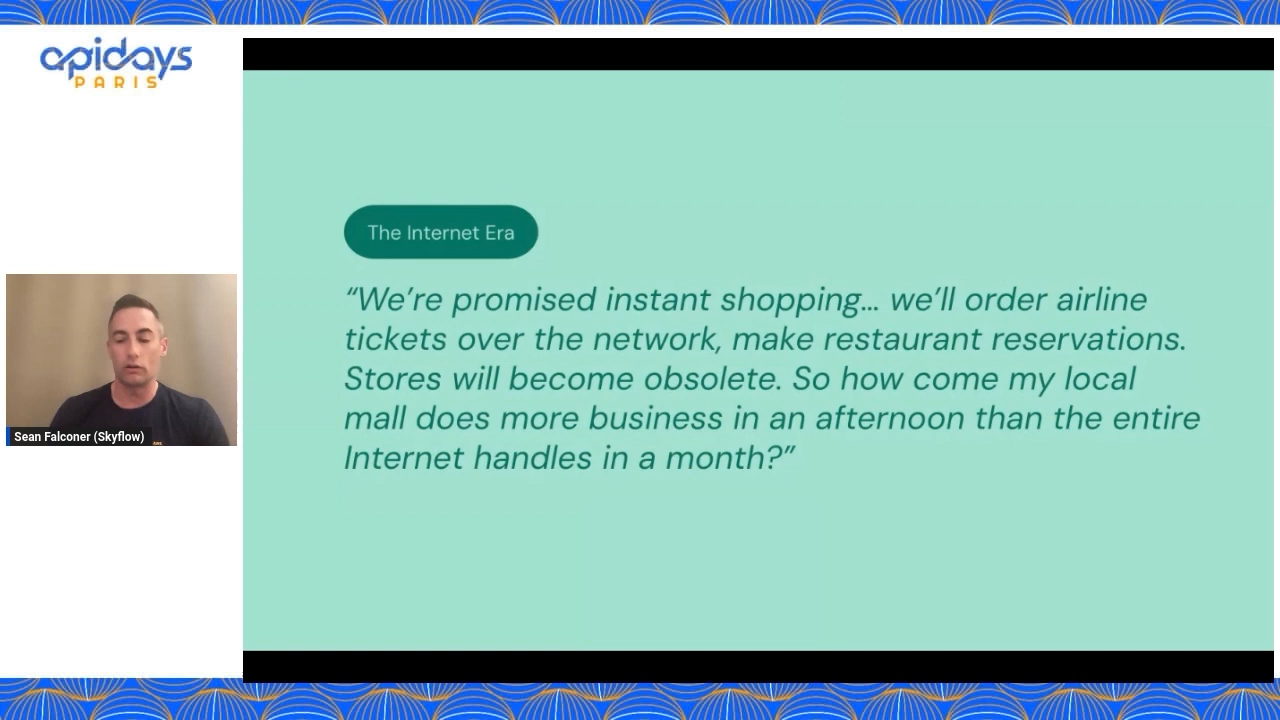 apidays
PARIS
The Internet Era
“We’re promised instant shopping... we’ll order airline
tickets over the network, make restaurant reservations.
Stores will become obsolete. So how come my local
mall does more business in an afternoon than the entire
Internet handles in a month?”
Sean Falconer (Skyflow)